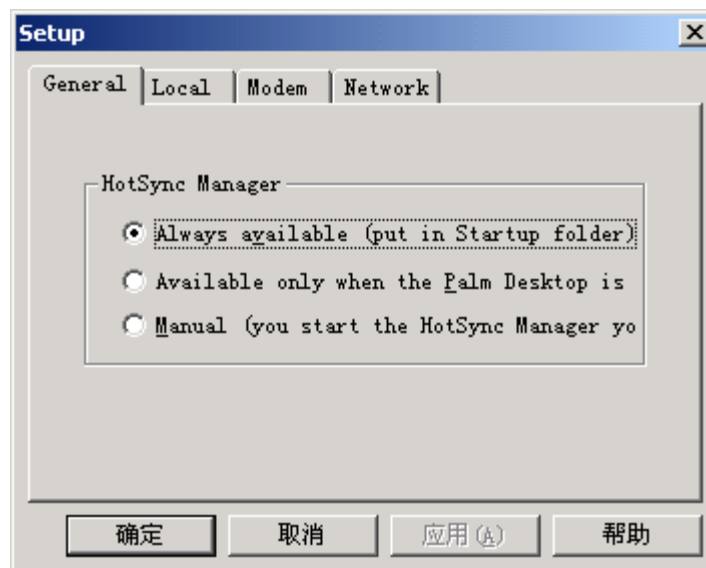 Setup
General Local Modem Network
HotSync Manager
Always available (put in Startup folder)
Available only when the Palm Desktop is
Manual (you start the HotSync Manager yo
确定 取消 应用(A) 帮助